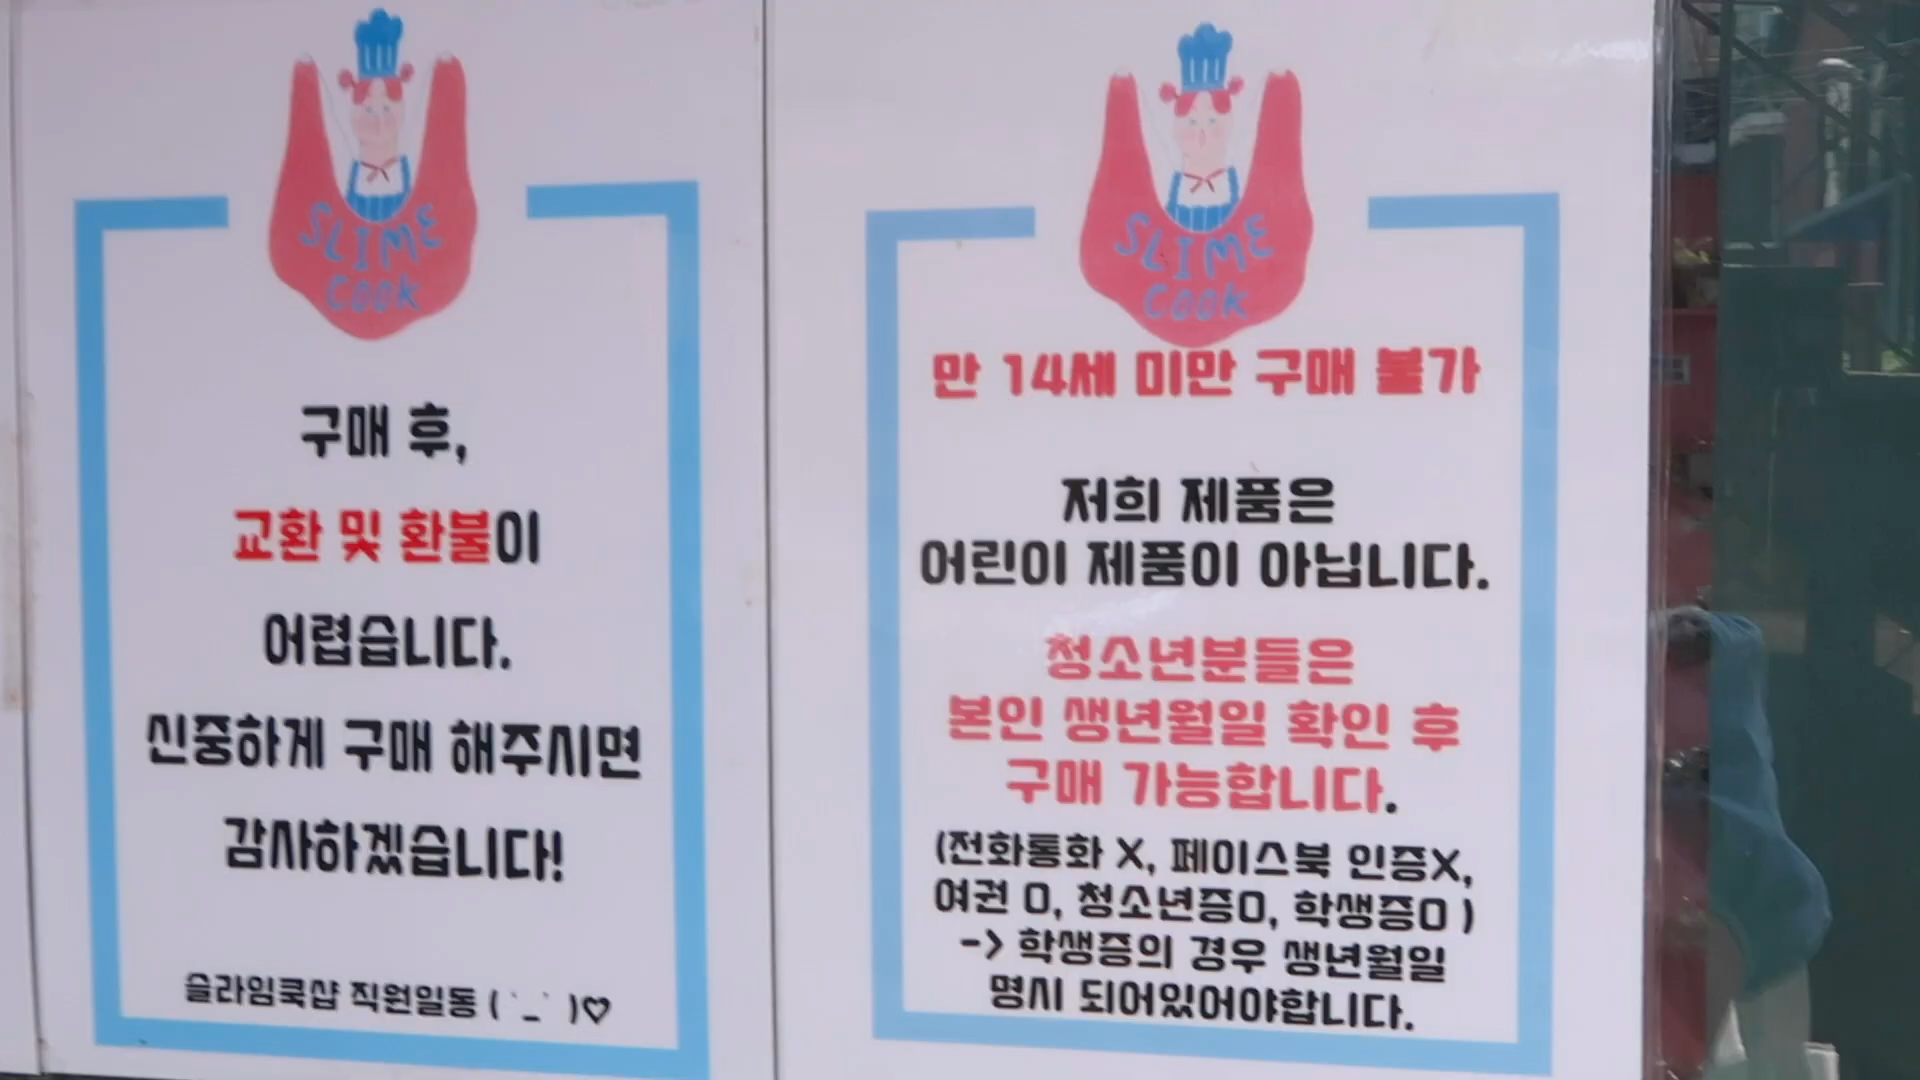 SLIME
COOK
구매 후,
교환 및 환불이
어렵습니다.
신중하게 구매 해주시면
감사하겠습니다!
슬라임쿡샵 직원일동 ( ˙_˙ )♡
SLIME
COOK
만 14세 미만 구매 불가
저희 제품은
어린이 제품이 아닙니다.
청소년분들은
본인 생년월일 확인 후
구매 가능합니다.
(전화통화 X, 페이스북 인증X,
여권 O, 청소년증O, 학생증O )
-> 학생증의 경우 생년월일
명시 되어있어야합니다.